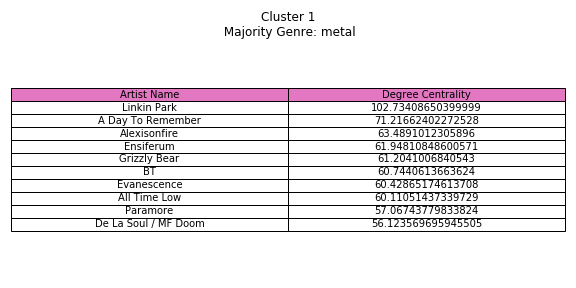 Cluster 1
Majority Genre: metal
Artist Name Degree Centrality
Linkin Park 102.73408650399999
A Day To Remember 71.21662402272528
Alexisonfire 63.4891012305896
Ensiferum 61.94810848600571
Grizzly Bear 61.2041006840543
BT 60.7440613663624
Evanescence 60.42865174613708
All Time Low 60.11051437339729
Paramore 57.06743779833824
De La Soul / MF Doom 56.123569695945505